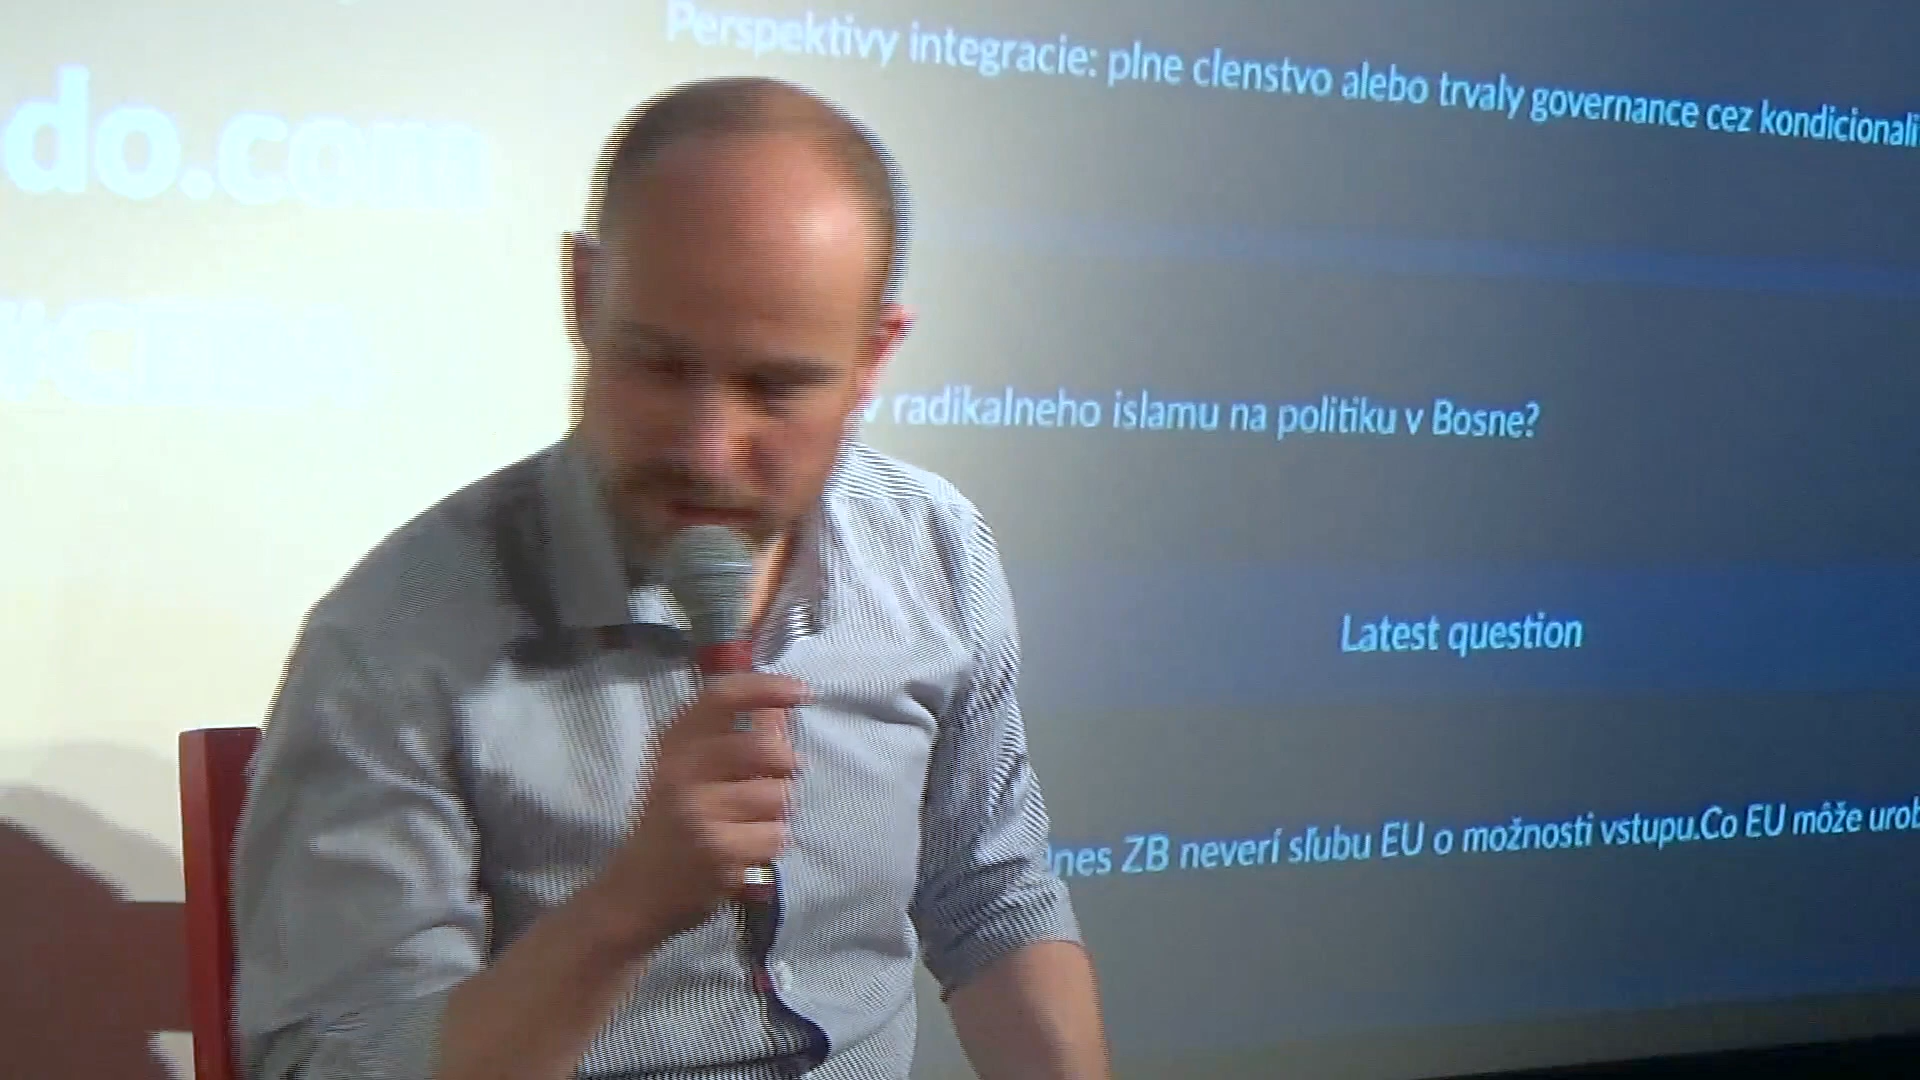 Perspektivy integracie: plne clenstvo alebo trvaly governance cez kondicionali
do.com
v radikalneho islamu na politiku v Bosne?
Latest question
dnes ZB neverí sľubu EU o možnosti vstupu.Co EU môže urob